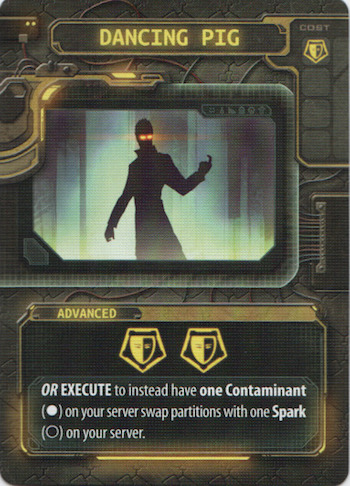 DANCING PIG
COST
ADVANCED
OR EXECUTE to instead have one Contaminant
(●) on your server swap partitions with one Spark
(○) on your server.